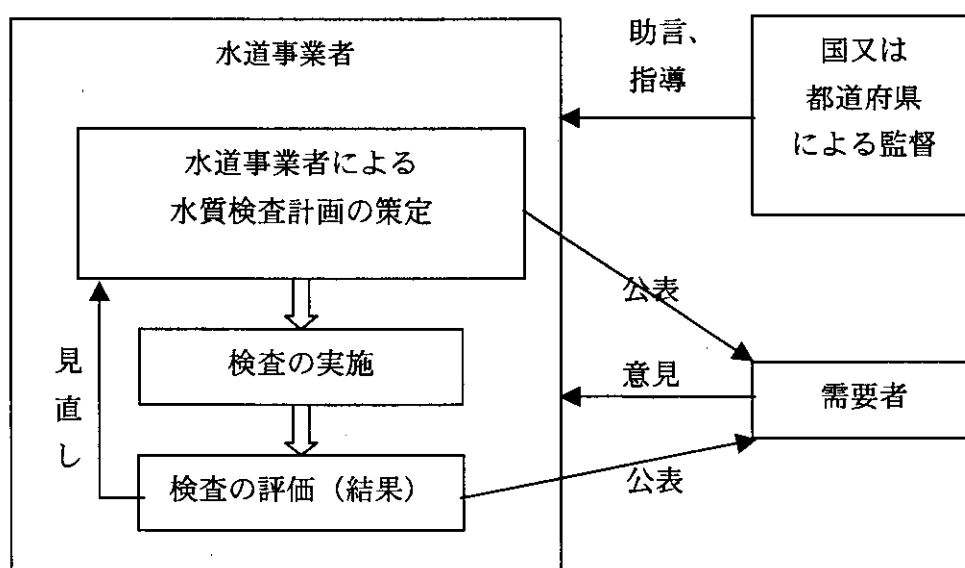 水道事業者
助言、
指導
国又は
都道府県
による監督
水道事業者による
水質検査計画の策定
公表
見直し
検査の実施
意見
需要者
検査の評価（結果）
公表